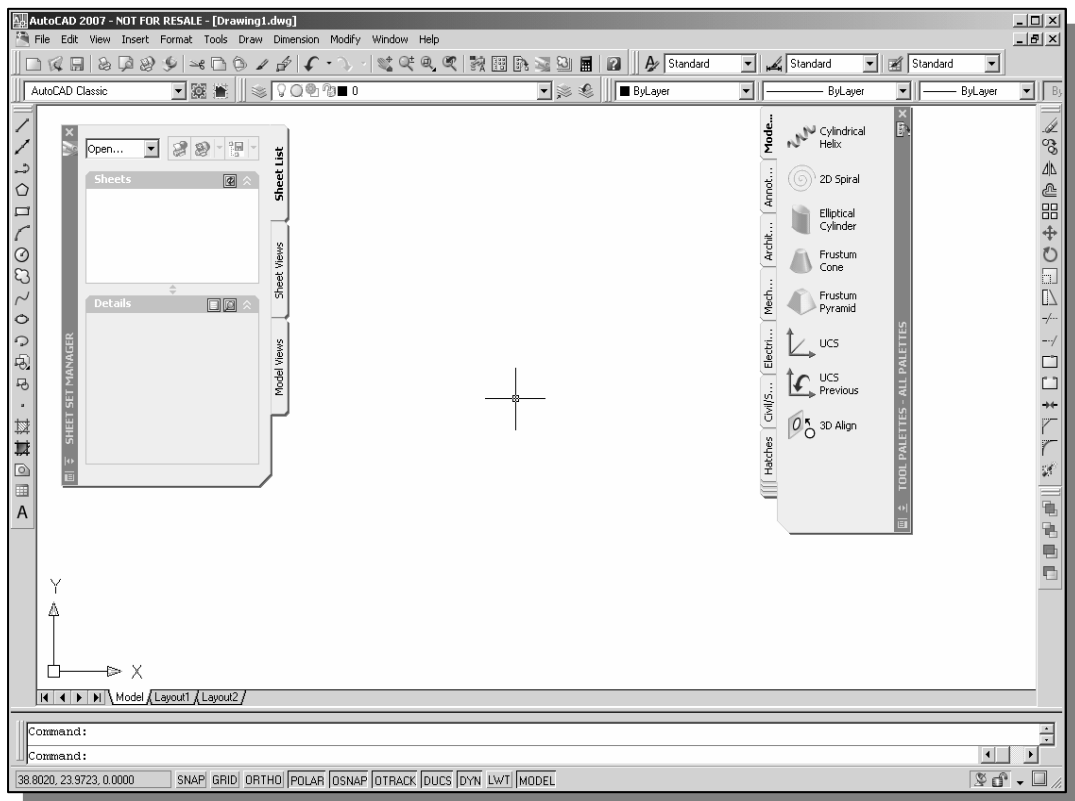 AutoCAD 2007 - NOT FOR RESALE - [Drawing1.dwg]
File Edit View Insert Format Tools Draw Dimension Modify Window Help
Standard Standard Standard
AutoCAD Classic 0 ByLayer ByLayer ByLayer
Open...
Sheets
Details
Sheet List
Sheet Views
Model Views
SHEET SET MANAGER
Mode...
Annot...
Archit...
Mech...
Electri...
Civil/S...
Hatches
Cylindrical
Helix
2D Spiral
Elliptical
Cylinder
Frustum
Cone
Frustum
Pyramid
UCS
UCS
Previous
3D Align
TOOL PALETTES - ALL PALETTES
A
Y
X
Model Layout1 Layout2
Command:
Command:
38.8020, 23.9723, 0.0000 SNAP GRID ORTHO POLAR OSNAP OTRACK DUCS DYN LWT MODEL